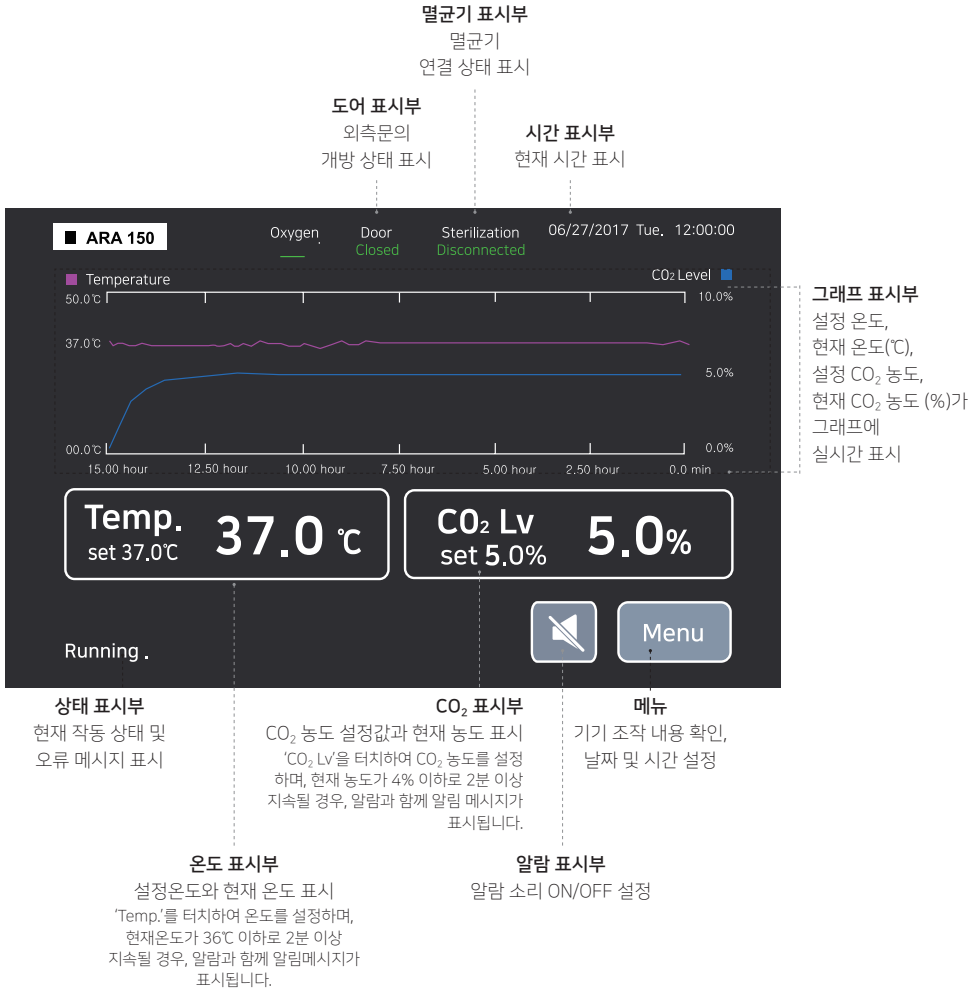 멸균기 표시부
멸균기
연결 상태 표시
도어 표시부
외측문의
개방 상태 표시
시간 표시부
현재 시간 표시
ARA 150
Oxygen
Door
Closed
Sterilization
Disconnected
06/27/2017 Tue. 12:00:00
Temperature
CO₂ Level
50.0℃
10.0%
37.0℃
5.0%
00.0℃
0.0%
15.00 hour
12.50 hour
10.00 hour
7.50 hour
5.00 hour
2.50 hour
0.0 min
그래프 표시부
설정 온도,
현재 온도(℃),
설정 CO₂ 농도,
현재 CO₂ 농도 (%)가
그래프에
실시간 표시
Temp.
set 37.0℃
37.0 ℃
CO₂ Lv
set 5.0%
5.0%
Running .
Menu
상태 표시부
현재 작동 상태 및
오류 메시지 표시
CO₂ 표시부
CO₂ 농도 설정값과 현재 농도 표시
‘CO₂ Lv’을 터치하여 CO₂ 농도를 설정
하며, 현재 농도가 4% 이하로 2분 이상
지속될 경우, 알람과 함께 알림 메시지가
표시됩니다.
메뉴
기기 조작 내용 확인,
날짜 및 시간 설정
온도 표시부
설정온도와 현재 온도 표시
‘Temp.’를 터치하여 온도를 설정하며,
현재온도가 36℃ 이하로 2분 이상
지속될 경우, 알람과 함께 알림메시지가
표시됩니다.
알람 표시부
알람 소리 ON/OFF 설정